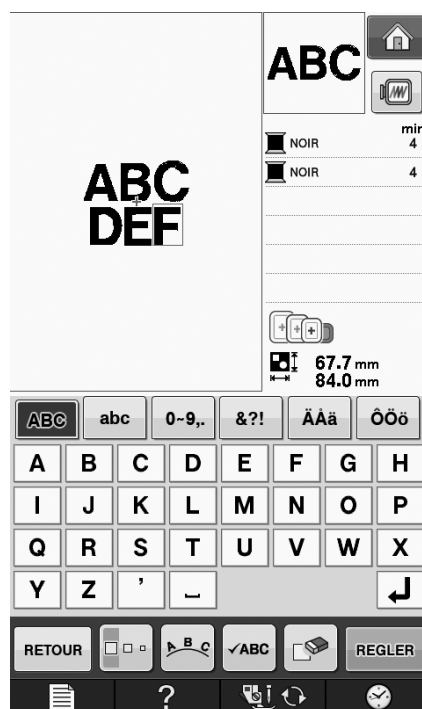 ABC
min
NOIR 4
NOIR 4
ABC
DEF
67.7 mm
84.0 mm
ABC abc 0~9,. &?! ÄÅä ÔÖö
A B C D E F G H
I J K L M N O P
Q R S T U V W X
Y Z ' ⎵
RETOUR ABC ✓ABC REGLER
?